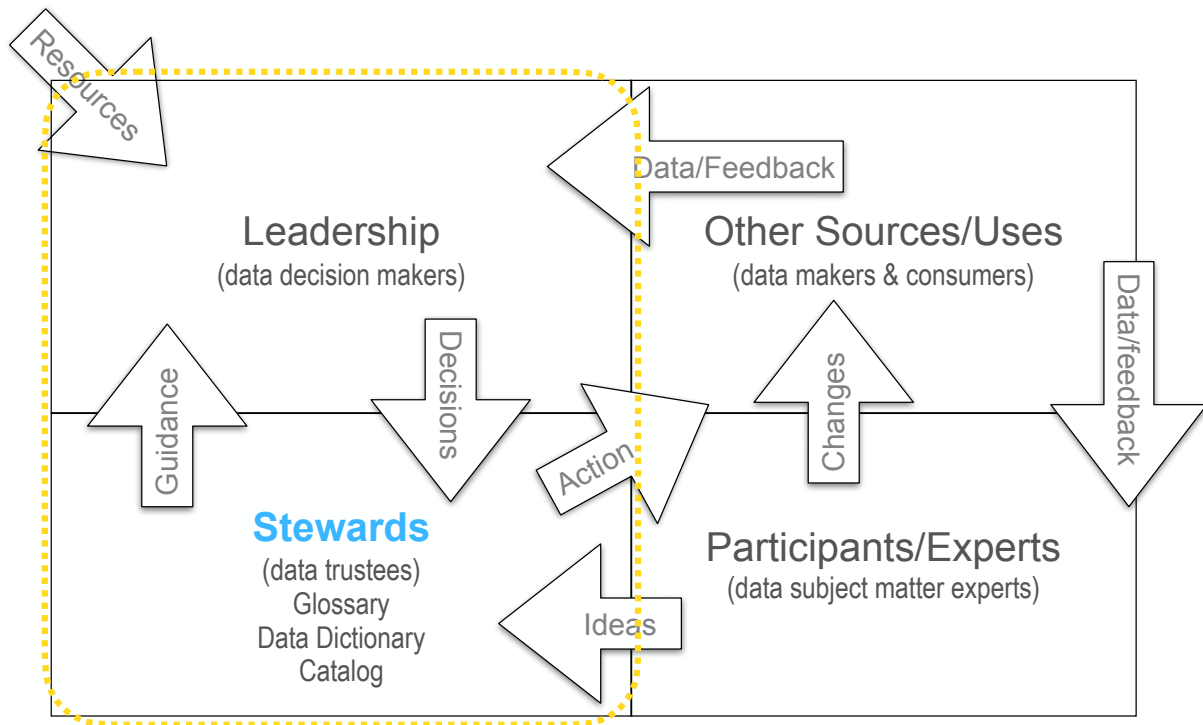 Resources
Data/Feedback
Leadership
(data decision makers)
Other Sources/Uses
(data makers & consumers)
Data/feedback
Guidance
Decisions
Changes
Action
Stewards
(data trustees)
Glossary
Data Dictionary
Catalog
Participants/Experts
(data subject matter experts)
Ideas